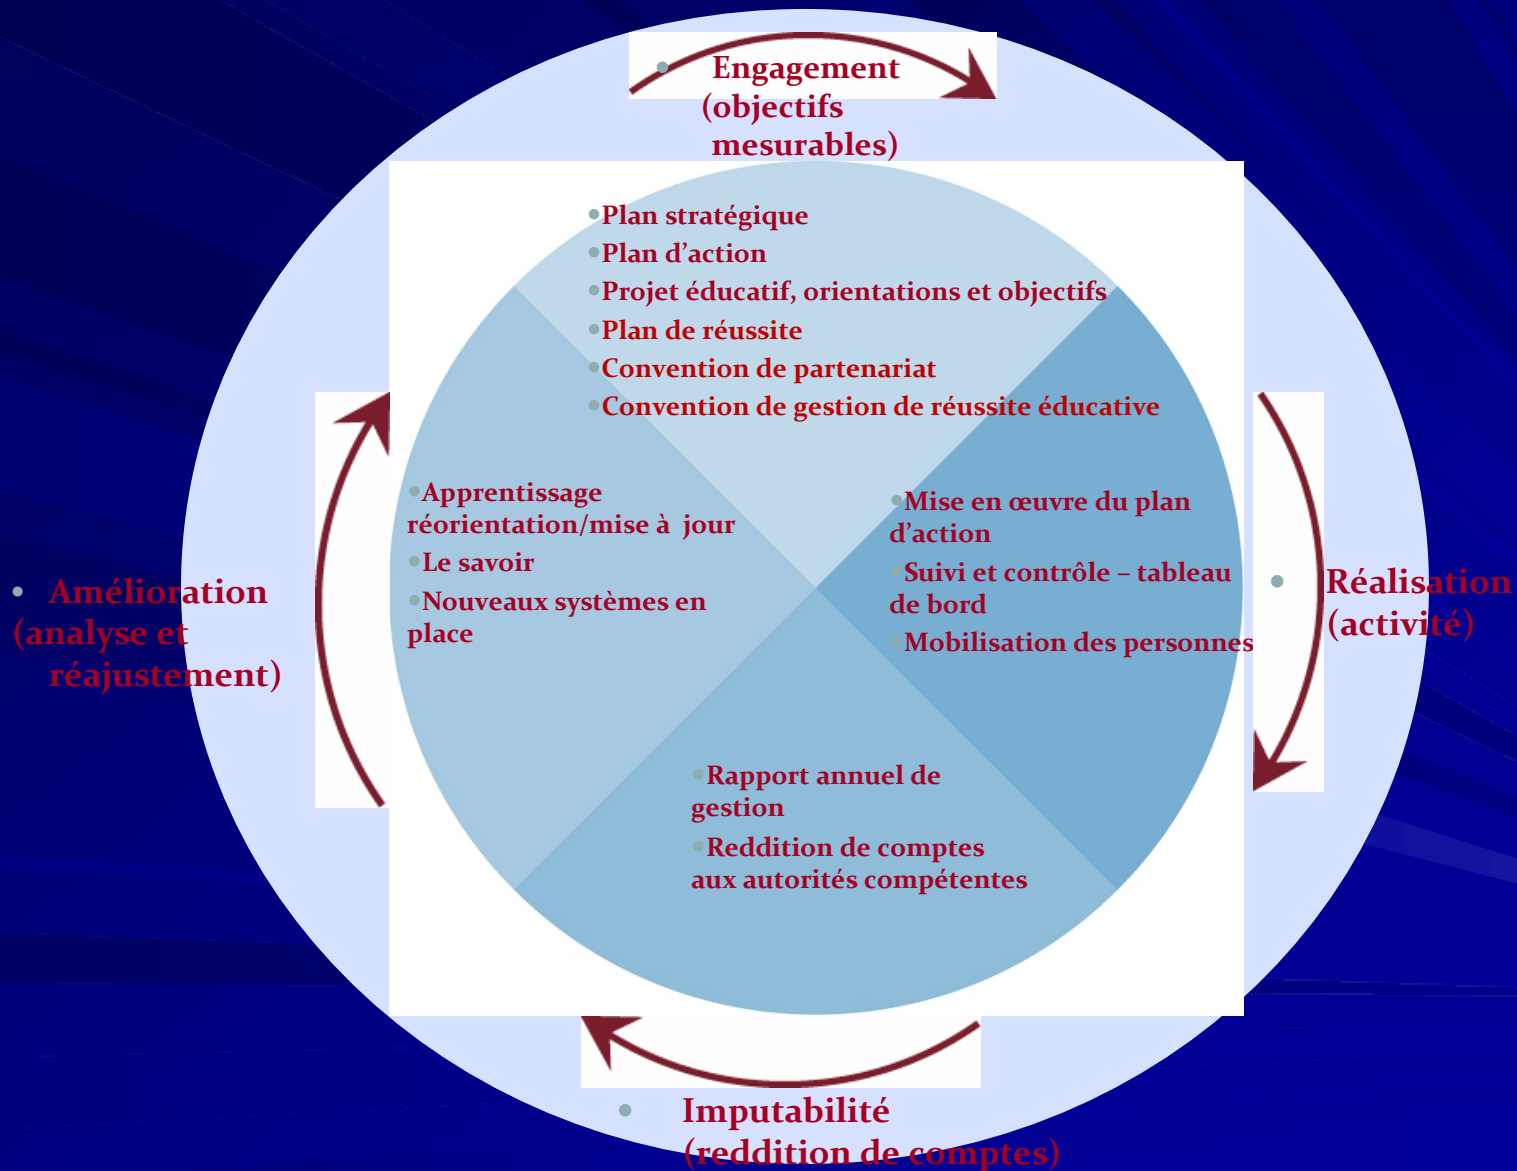 • Engagement
(objectifs
mesurables)
•Plan stratégique
•Plan d’action
•Projet éducatif, orientations et objectifs
•Plan de réussite
•Convention de partenariat
•Convention de gestion de réussite éducative
•Apprentissage
réorientation/mise à jour
•Le savoir
•Nouveaux systèmes en
place
•Mise en œuvre du plan
d’action
•Suivi et contrôle – tableau
de bord
•Mobilisation des personnes
• Amélioration
(analyse et
réajustement)
• Réalisation
(activité)
•Rapport annuel de
gestion
•Reddition de comptes
aux autorités compétentes
• Imputabilité
(reddition de comptes)